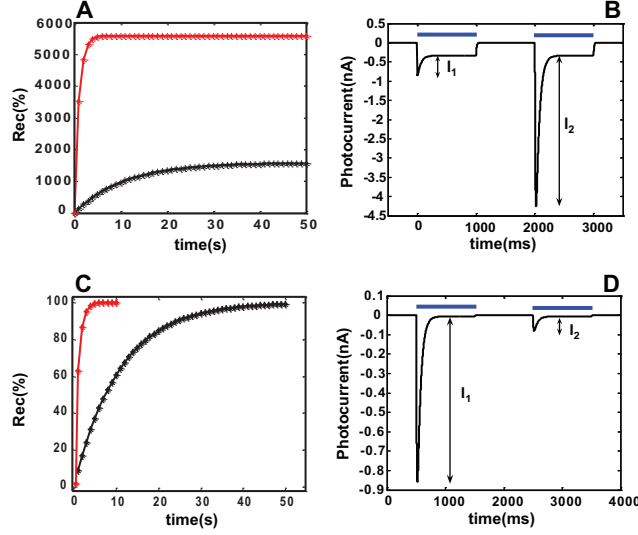 A
Rec(%)
6000
5000
4000
3000
2000
1000
0
0 10 20 30 40 50
time(s)
B
Photocurrent(nA)
0.5
0
-0.5
-1
-1.5
-2
-2.5
-3
-3.5
-4
-4.5
I1
I2
0 1000 2000 3000
time(ms)
C
Rec(%)
100
80
60
40
20
0
0 10 20 30 40 50
time(s)
D
Photocurrent(nA)
0.1
0
-0.1
-0.2
-0.3
-0.4
-0.5
-0.6
-0.7
-0.8
-0.9
I1
I2
0 1000 2000 3000 4000
time(ms)